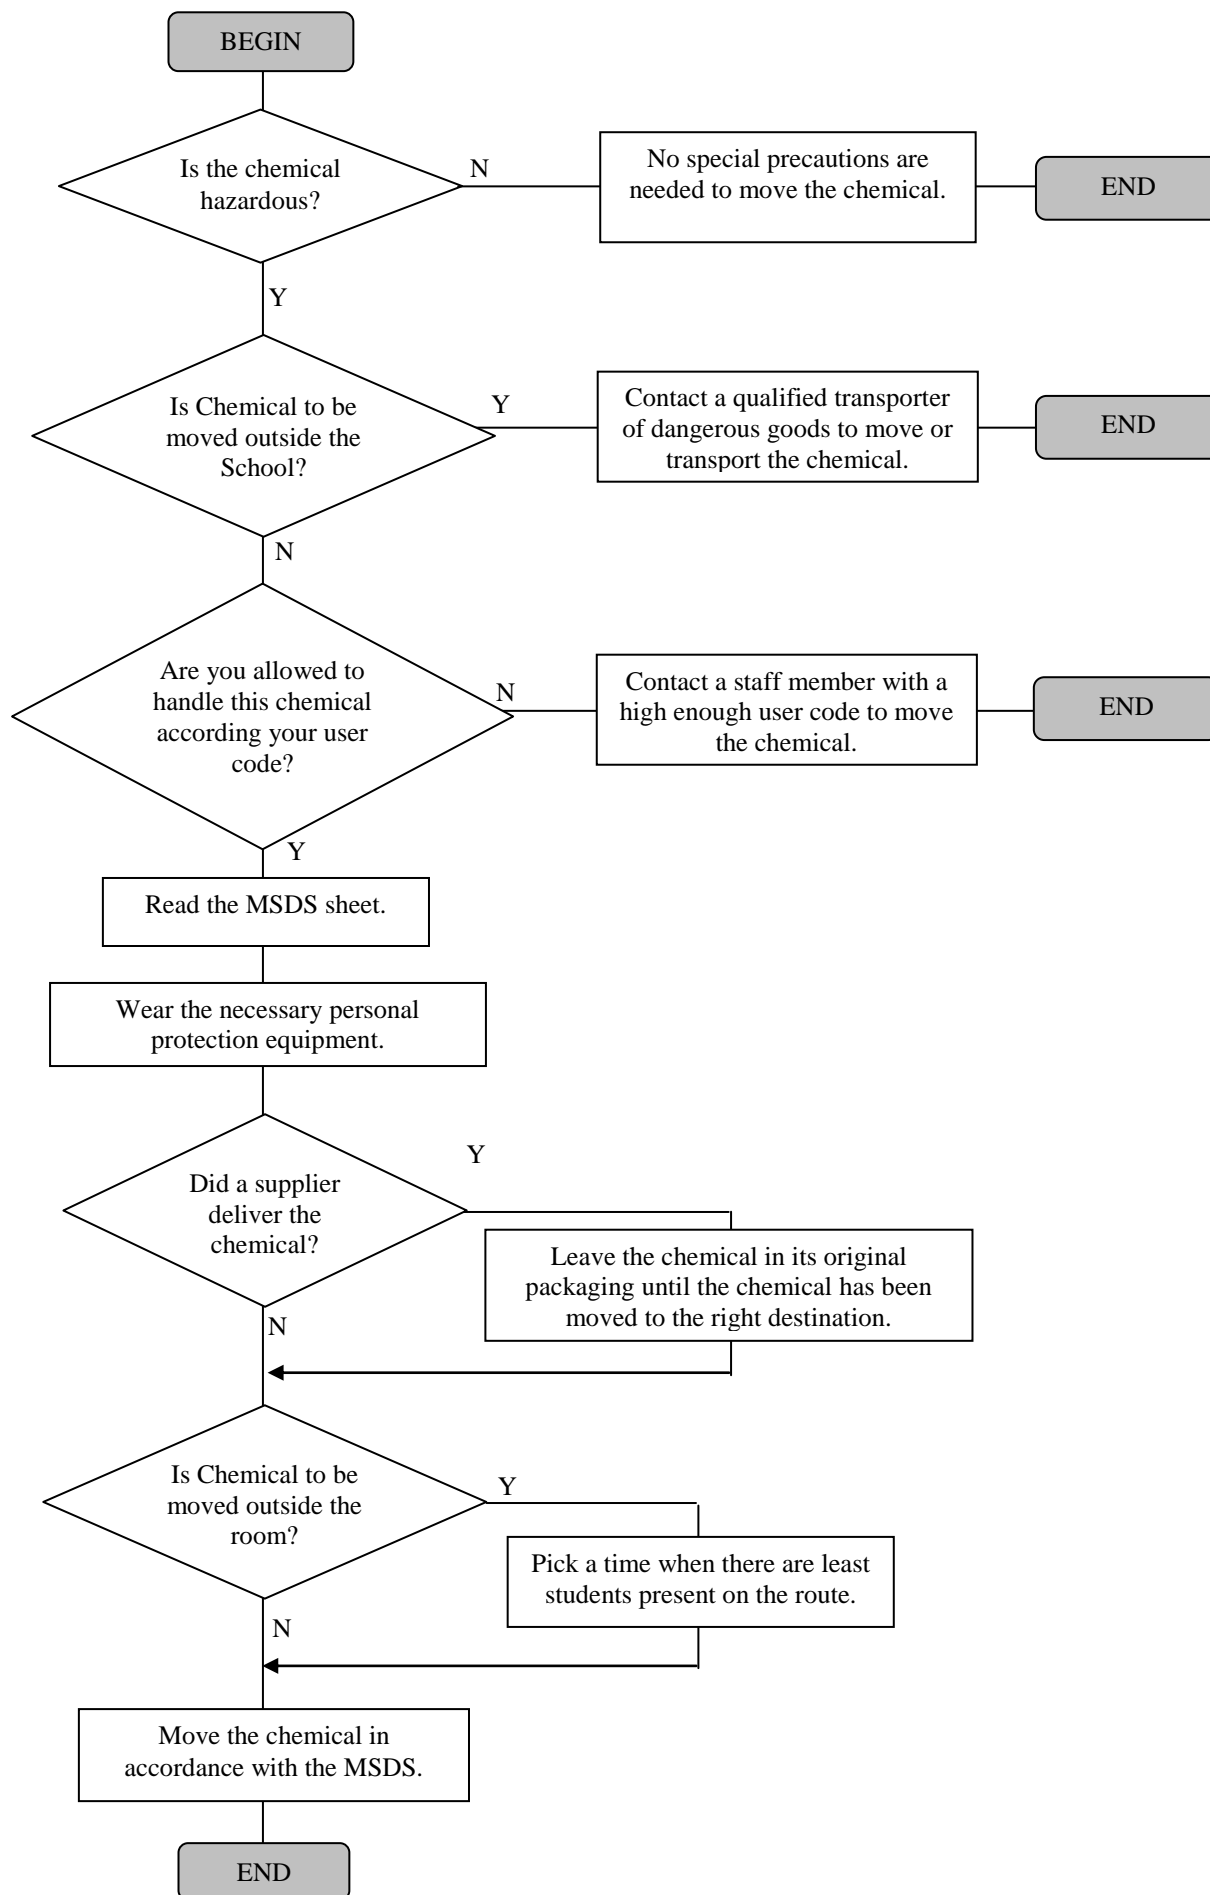 BEGIN
Is the chemical
hazardous?
N
No special precautions are
needed to move the chemical.
END
Y
Is Chemical to be
moved outside the
School?
Y
Contact a qualified transporter
of dangerous goods to move or
transport the chemical.
END
N
Are you allowed to
handle this chemical
according your user
code?
N
Contact a staff member with a
high enough user code to move
the chemical.
END
Y
Read the MSDS sheet.
Wear the necessary personal
protection equipment.
Did a supplier
deliver the
chemical?
Y
Leave the chemical in its original
packaging until the chemical has been
moved to the right destination.
N
Is Chemical to be
moved outside the
room?
Y
Pick a time when there are least
students present on the route.
N
Move the chemical in
accordance with the MSDS.
END